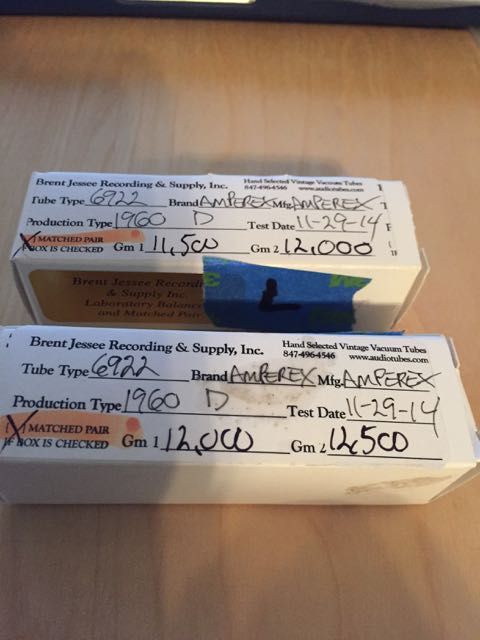 Brent Jessee Recording & Supply, Inc. Hand Selected Vintage Vacuum Tubes
847-496-4546 www.audiotubes.com
Tube Type 6922 Brand AMPEREX Mfg. AMPEREX
Production Type 1960 D Test Date 11-29-14
[X] MATCHED PAIR
IF BOX IS CHECKED Gm 1 11,500 Gm 2 12,000
Brent Jessee Recordi
& Supply Inc.
Laboratory Balance
and Matched Pair
L
Brent Jessee Recording & Supply, Inc. Hand Selected Vintage Vacuum Tubes
847-496-4546 www.audiotubes.com
Tube Type 6922 Brand AMPEREX Mfg. AMPEREX
Production Type 1960 D Test Date 11-29-14
[X] MATCHED PAIR
IF BOX IS CHECKED Gm 1 12,000 Gm 2 12,500